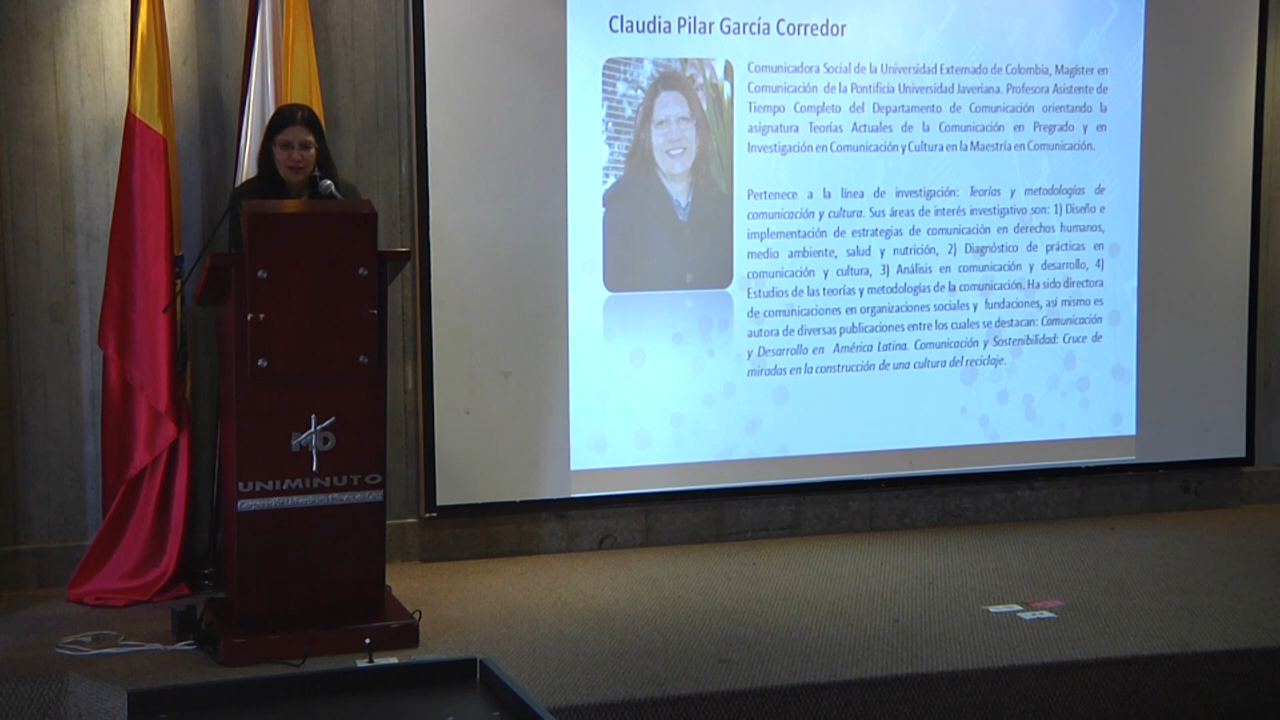 Claudia Pilar García Corredor
Comunicadora Social de la Universidad Externado de Colombia, Magíster en
Comunicación de la Pontificia Universidad Javeriana. Profesora Asistente de
Tiempo Completo del Departamento de Comunicación orientando la
asignatura Teorías Actuales de la Comunicación en Pregrado y en
Investigación en Comunicación y Cultura en la Maestría en Comunicación.
Pertenece a la línea de investigación: Teorías y metodologías de
comunicación y cultura. Sus áreas de interés investigativo son: 1) Diseño e
implementación de estrategias de comunicación en derechos humanos,
medio ambiente, salud y nutrición, 2) Diagnóstico de prácticas en
comunicación y cultura, 3) Análisis en comunicación y desarrollo, 4)
Estudios de las teorías y metodologías de la comunicación. Ha sido directora
de comunicaciones en organizaciones sociales y fundaciones, así mismo es
autora de diversas publicaciones entre los cuales se destacan: Comunicación
y Desarrollo en América Latina. Comunicación y Sostenibilidad: Cruce de
miradas en la construcción de una cultura del reciclaje.
MD
UNIMINUTO